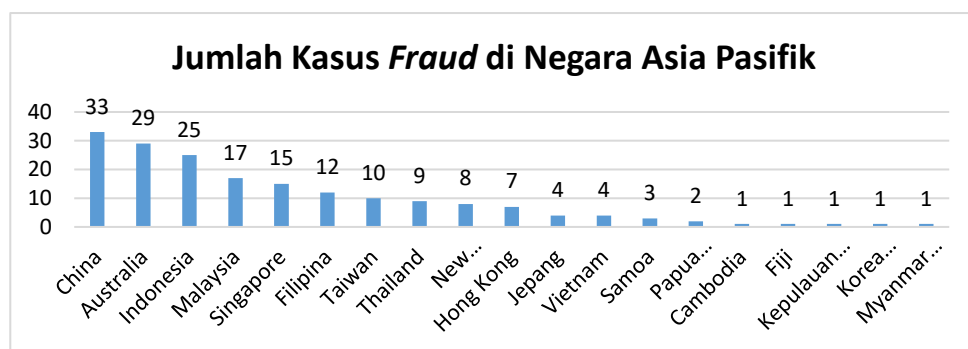 Jumlah Kasus Fraud di Negara Asia Pasifik
40
30
20
10
0
33
29
25
17
15
12
10
9
8
7
4
4
3
2
1
1
1
1
1
China
Australia
Indonesia
Malaysia
Singapore
Filipina
Taiwan
Thailand
New…
Hong Kong
Jepang
Vietnam
Samoa
Papua…
Cambodia
Fiji
Kepulauan…
Korea…
Myanmar…